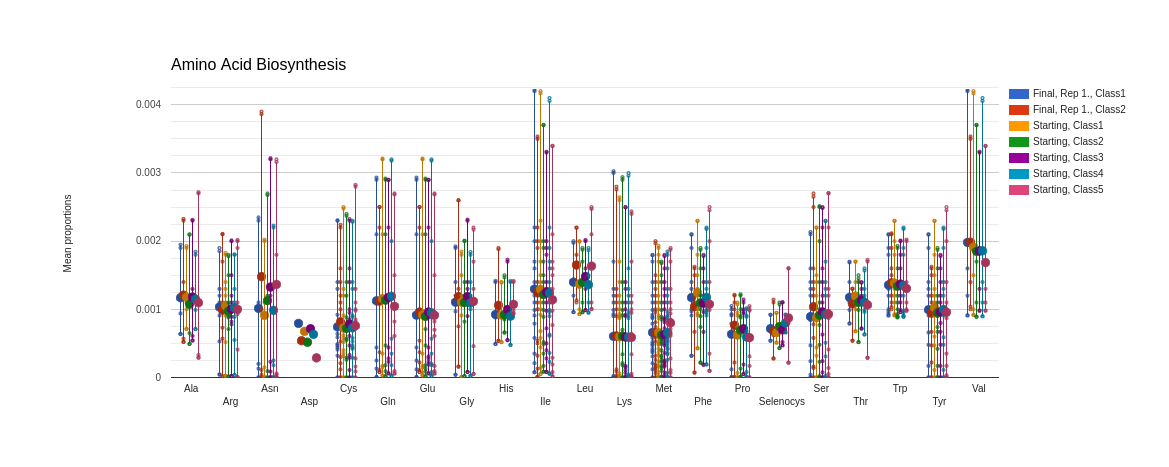 Amino Acid Biosynthesis
Mean proportions
0.004
0.003
0.002
0.001
0
Final, Rep 1., Class1
Final, Rep 1., Class2
Starting, Class1
Starting, Class2
Starting, Class3
Starting, Class4
Starting, Class5
Ala Asn Cys Glu His Leu Met Pro Ser Trp Val
Arg Asp Gln Gly Ile Lys Phe Selenocys Thr Tyr